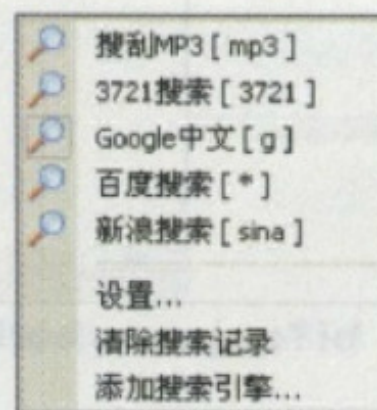 搜刮MP3 [ mp3 ]
3721搜索 [ 3721 ]
Google中文 [ g ]
百度搜索 [ * ]
新浪搜索 [ sina ]
设置...
清除搜索记录
添加搜索引擎...